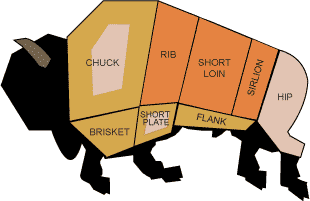 CHUCK
RIB
SHORT
LOIN
SIRLION
HIP
BRISKET
SHORT
PLATE
FLANK